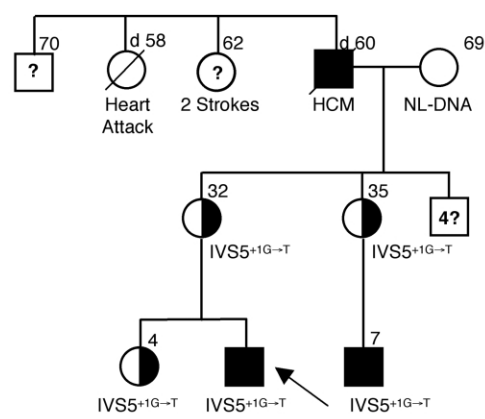 70
d 58
62
d 60
69
?
?
Heart
Attack
2 Strokes
HCM
NL-DNA
32
35
4?
IVS5+1G→T
IVS5+1G→T
4
7
IVS5+1G→T
IVS5+1G→T
IVS5+1G→T